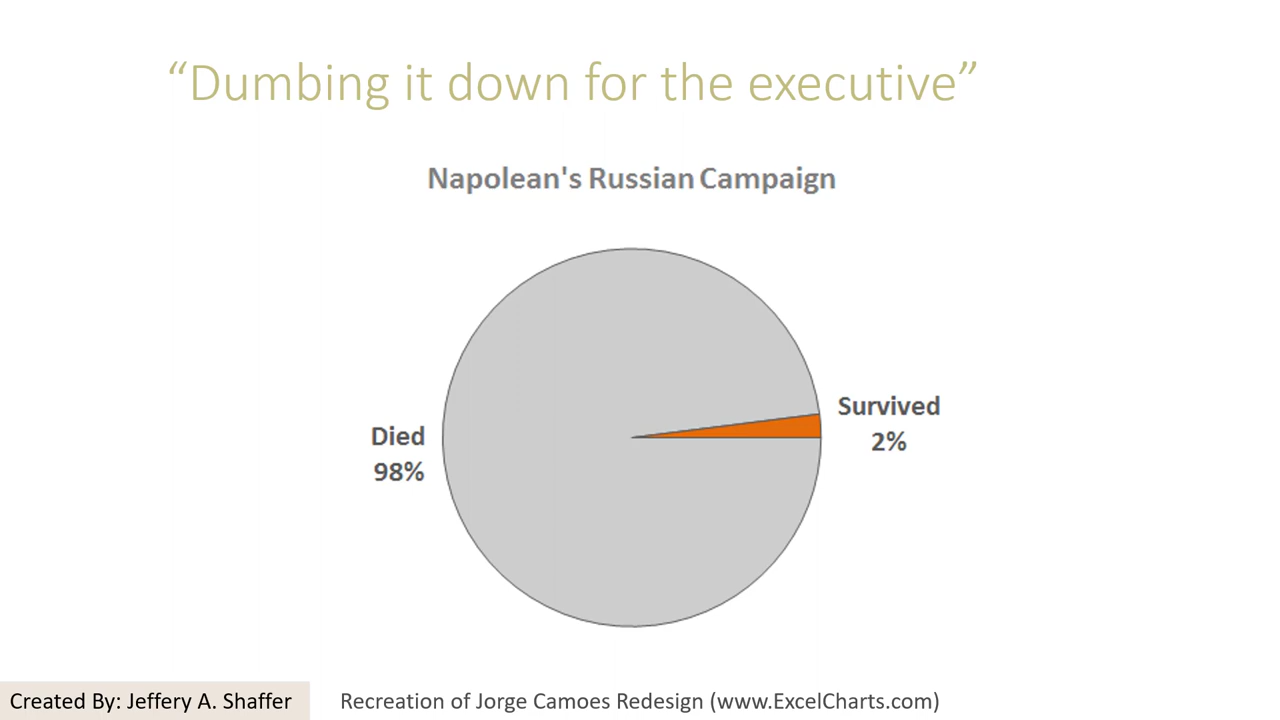 “Dumbing it down for the executive”
Napolean's Russian Campaign
Survived
2%
Died
98%
Created By: Jeffery A. Shaffer
Recreation of Jorge Camoes Redesign (www.ExcelCharts.com)